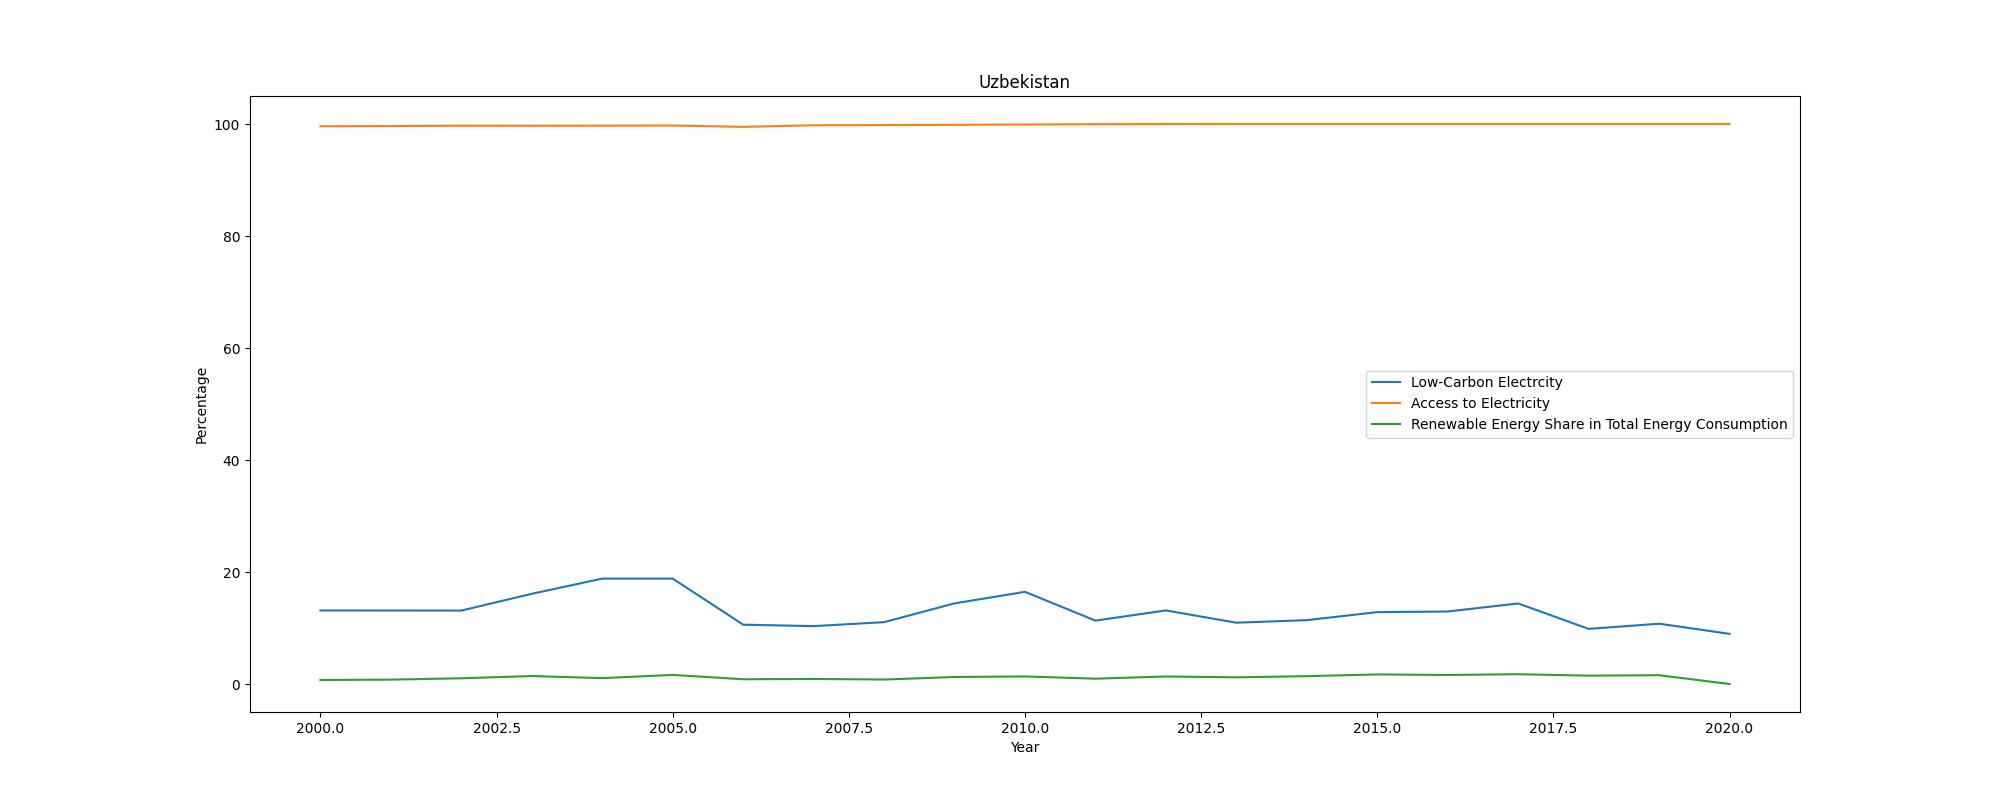 Uzbekistan
100
80
60
40
20
0
Percentage
Low-Carbon Electrcity
Access to Electricity
Renewable Energy Share in Total Energy Consumption
2000.0 2002.5 2005.0 2007.5 2010.0 2012.5 2015.0 2017.5 2020.0
Year